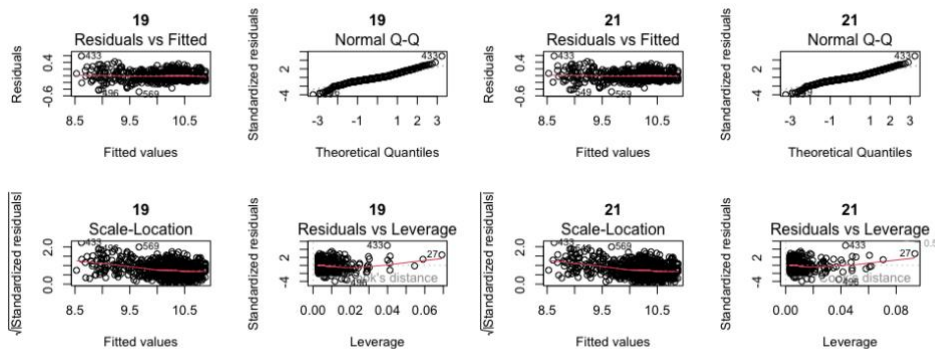 19
Residuals vs Fitted
Residuals
0.4
-0.6
433
496
569
8.5 9.5 10.5
Fitted values
19
Normal Q-Q
Standardized residuals
2
-4
433
-3 -1 1 2 3
Theoretical Quantiles
21
Residuals vs Fitted
Residuals
0.4
-0.6
433
549
569
8.5 9.5 10.5
Fitted values
21
Normal Q-Q
Standardized residuals
2
-4
433
-3 -1 1 2 3
Theoretical Quantiles
19
Scale-Location
√|Standardized residuals|
2.0
0.0
433
569
8.5 9.5 10.5
Fitted values
19
Residuals vs Leverage
Standardized residuals
2
-4
433
27
496
Cook's distance
0.00 0.02 0.04 0.06
Leverage
21
Scale-Location
√|Standardized residuals|
2.0
0.0
433
569
8.5 9.5 10.5
Fitted values
21
Residuals vs Leverage
Standardized residuals
2
-4
433
27
0.5
496
Cook's distance
0.00 0.04 0.08
Leverage